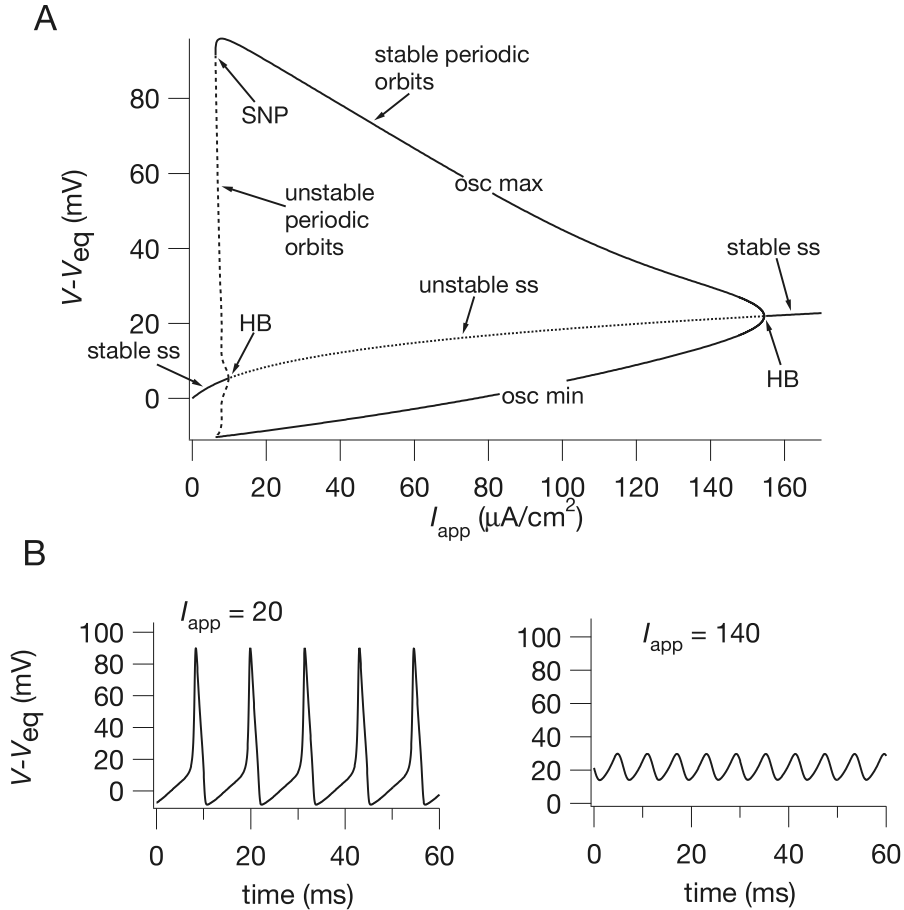 A
stable periodic
orbits
80
SNP
60
osc max
unstable
periodic
orbits
V-Veq (mV)
40
stable ss
unstable ss
20
HB
stable ss
HB
0
osc min
0 20 40 60 80 100 120 140 160
Iapp (μA/cm2)
B
Iapp = 20
100
80
60
40
20
0
V-Veq (mV)
0 20 40 60
time (ms)
Iapp = 140
100
80
60
40
20
0
0 20 40 60
time (ms)